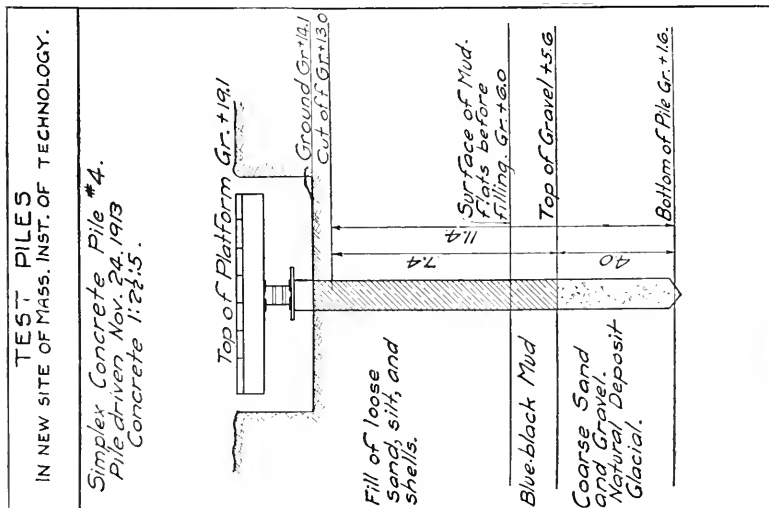 TEST PILES
IN NEW SITE OF MASS. INST. OF TECHNOLOGY.
Simplex Concrete Pile #4.
Pile driven Nov. 24. 1913
Concrete 1:2½:5.
Top of Platform Gr. +19.1
Ground Gr.+14.1
Cut off Gr.+13.0
Fill of loose
sand, silt, and
shells.
Surface of Mud-
flats before
filling. Gr.+6.0
11.4
7.4
Blue-black Mud
Top of Gravel +5.6
4.0
Coarse Sand
and Gravel.
Natural Deposit
Glacial.
Bottom of Pile Gr.+1.6.